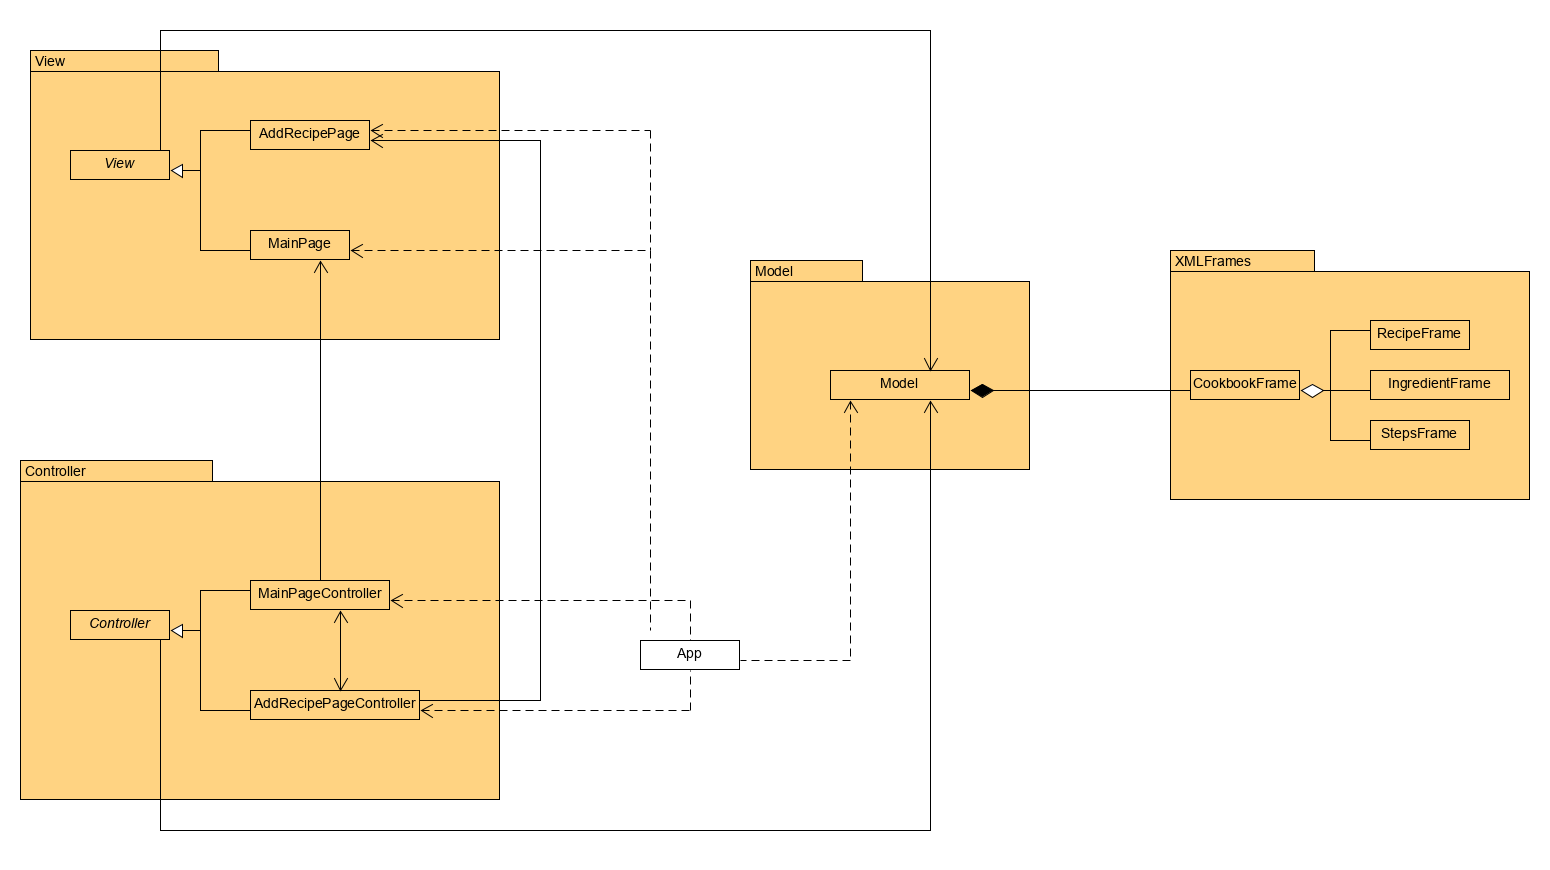 View
AddRecipePage
View
MainPage
Model
Model
XMLFrames
RecipeFrame
CookbookFrame
IngredientFrame
StepsFrame
Controller
MainPageController
Controller
App
AddRecipePageController